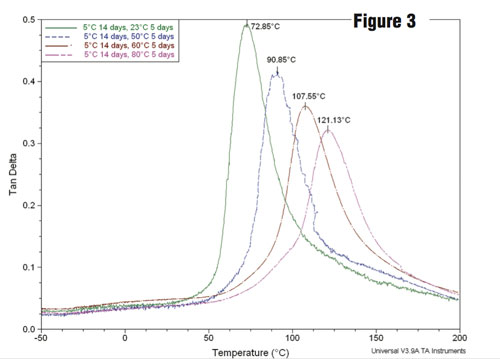 Figure 3
5°C 14 days, 23°C 5 days
5°C 14 days, 50°C 5 days
5°C 14 days, 60°C 5 days
5°C 14 days, 80°C 5 days
72.85°C
90.85°C
107.55°C
121.13°C
0.5
0.4
0.3
0.2
0.1
0.0
Tan Delta
-50
0
50
100
150
200
Temperature (°C)
Universal V3.9A TA Instruments